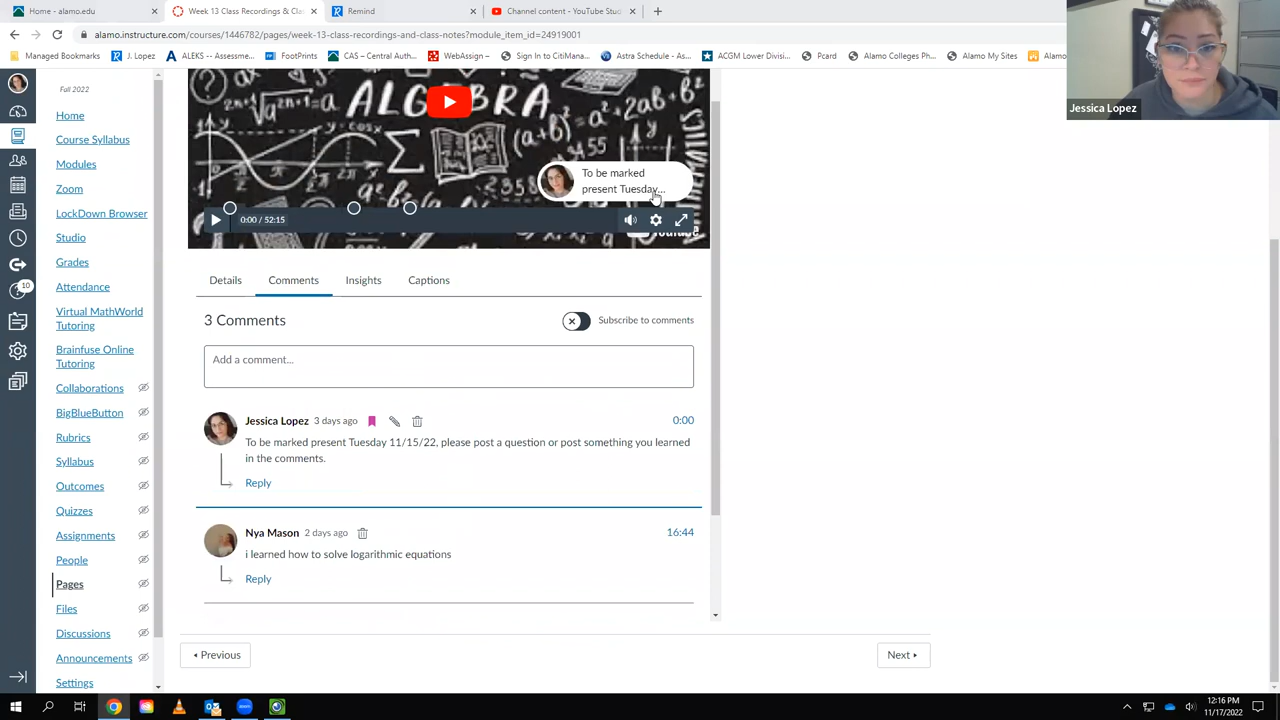 Home - alamo.edu
Week 13 Class Recordings & Cla
Remind
Channel content - YouTube Stud
alamo.instructure.com/courses/1446782/pages/week-13-class-recordings-and-class-notes?module_item_id=24919001
Managed Bookmarks
J. Lopez
ALEKS -- Assessme...
FootPrints
CAS – Central Auth...
WebAssign –
Sign In to CitiMana...
Astra Schedule - As...
ACGM Lower Divisi...
Pcard
Alamo Colleges Ph...
Alamo My Sites
Alamo
Jessica Lopez
Fall 2022
Home
Course Syllabus
Modules
Zoom
LockDown Browser
Studio
Grades
Attendance
Virtual MathWorld
Tutoring
Brainfuse Online
Tutoring
Collaborations
BigBlueButton
Rubrics
Syllabus
Outcomes
Quizzes
Assignments
People
Pages
Files
Discussions
Announcements
Settings
10
ALGEBRA
To be marked
present Tuesday...
0:00 / 52:15
YouTube
Details
Comments
Insights
Captions
3 Comments
Subscribe to comments
Add a comment...
Jessica Lopez 3 days ago
0:00
To be marked present Tuesday 11/15/22, please post a question or post something you learned
in the comments.
Reply
Nya Mason 2 days ago
16:44
i learned how to solve logarithmic equations
Reply
Previous
Next
12:16 PM
11/17/2022